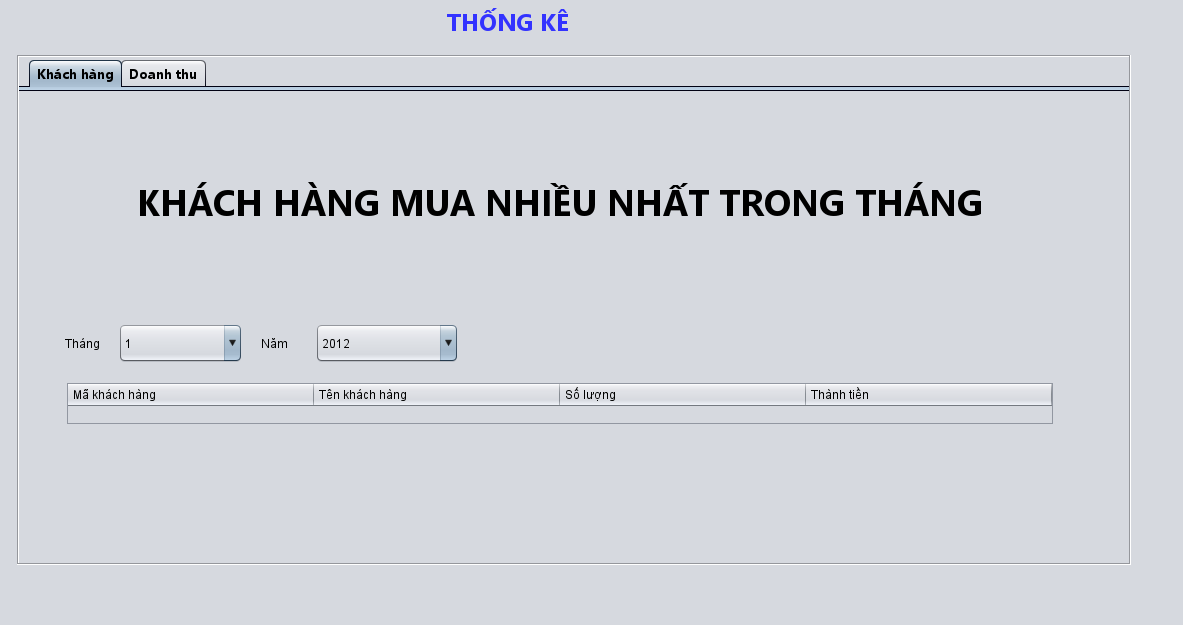 THỐNG KÊ
Khách hàng Doanh thu
KHÁCH HÀNG MUA NHIỀU NHẤT TRONG THÁNG
Tháng 1 Năm 2012
Mã khách hàng Tên khách hàng Số lượng Thành tiền